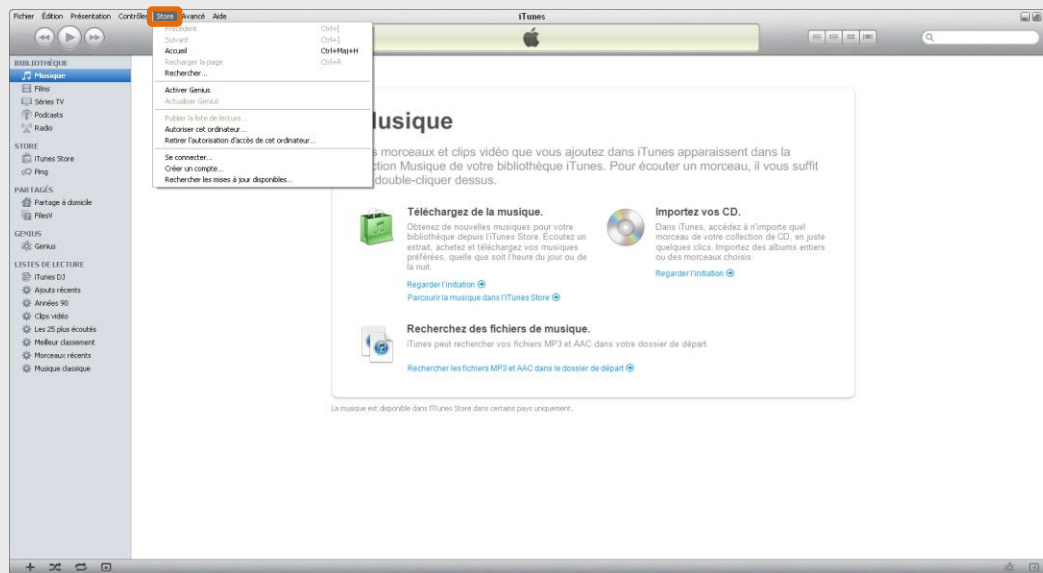 Fichier Édition Présentation Contrôles Store Avancé Aide
iTunes
Précédent Ctrl+[
Suivant Ctrl+]
Accueil Ctrl+Maj+H
Recharger la page Ctrl+R
Rechercher...
Activer Genius
Actualiser Genius
Publier la liste de lecture...
Autoriser cet ordinateur...
Retirer l'autorisation d'accès de cet ordinateur...
Se connecter...
Créer un compte...
Rechercher les mises à jour disponibles...
BIBLIOTHÈQUE
Musique
Films
Séries TV
Podcasts
Radio
STORE
iTunes Store
Ping
PARTAGÉS
Partage à domicile
FilesV
GENIUS
Genius
LISTES DE LECTURE
iTunes DJ
Ajouts récents
Années 90
Clips vidéo
Les 25 plus écoutés
Meilleur classement
Morceaux récents
Musique classique
usique
s morceaux et clips vidéo que vous ajoutez dans iTunes apparaissent dans la
ction Musique de votre bibliothèque iTunes. Pour écouter un morceau, il vous suffit
double-cliquer dessus.
Téléchargez de la musique.
Obtenez de nouvelles musiques pour votre
bibliothèque depuis l'iTunes Store. Écoutez un
extrait, achetez et téléchargez vos musiques
préférées, quelle que soit l'heure du jour ou de
la nuit.
Regarder l'initiation
Parcourir la musique dans l'iTunes Store
Importez vos CD.
Dans iTunes, accédez à n'importe quel
morceau de votre collection de CD, en juste
quelques clics. Importez des albums entiers
ou des morceaux choisis.
Regarder l'initiation
Recherchez des fichiers de musique.
iTunes peut rechercher vos fichiers MP3 et AAC dans votre dossier de départ.
Rechercher les fichiers MP3 et AAC dans le dossier de départ
La musique est disponible dans l'iTunes Store dans certains pays uniquement.